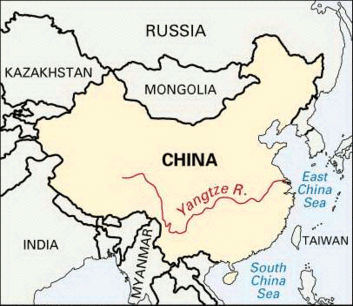 RUSSIA
KAZAKHSTAN
MONGOLIA
CHINA
Yangtze R.
East
China
Sea
INDIA
MYANMAR
TAIWAN
South
China
Sea